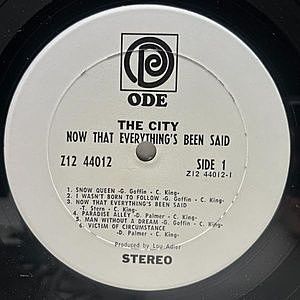 ODE
THE CITY
NOW THAT EVERYTHING'S BEEN SAID
Z12 44012
SIDE 1
Z12 44012-1
1. SNOW QUEEN -G. Goffin - C. King-
2. I WASN'T BORN TO FOLLOW -G. Goffin - C. King-
3. NOW THAT EVERYTHING'S BEEN SAID
-T. Stern - C. King-
4. PARADISE ALLEY -D. Palmer - C. King-
5. MAN WITHOUT A DREAM -G. Goffin - C. King-
6. VICTIM OF CIRCUMSTANCE
-D. Palmer - C. King-
Produced by Lou Adler
STEREO